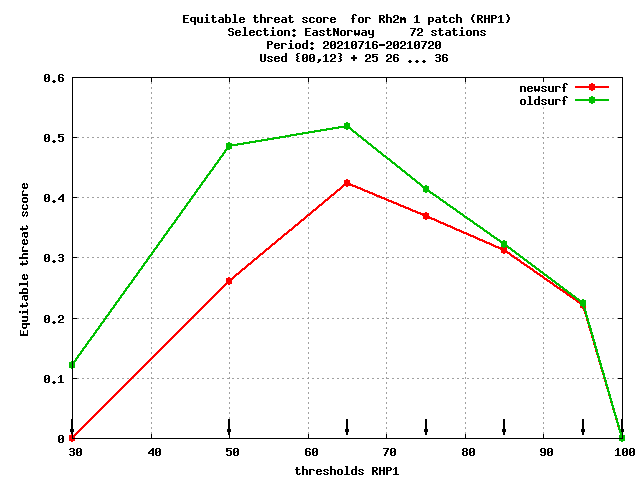 Equitable threat score  for Rh2m 1 patch (RHP1)
Selection: EastNorway     72 stations
Period: 20210716-20210720
Used {00,12} + 25 26 ... 36
newsurf
oldsurf
Equitable threat score
0.6
0.5
0.4
0.3
0.2
0.1
0
30 40 50 60 70 80 90 100
thresholds RHP1